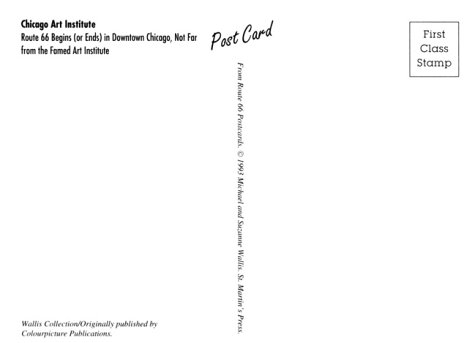 Chicago Art Institute
Route 66 Begins (or Ends) in Downtown Chicago, Not Far
from the Famed Art Institute
Post Card
First
Class
Stamp
From Route 66 Postcards. © 1993 Michael and Suzanne Wallis. St. Martin's Press.
Wallis Collection/Originally published by
Colourpicture Publications.